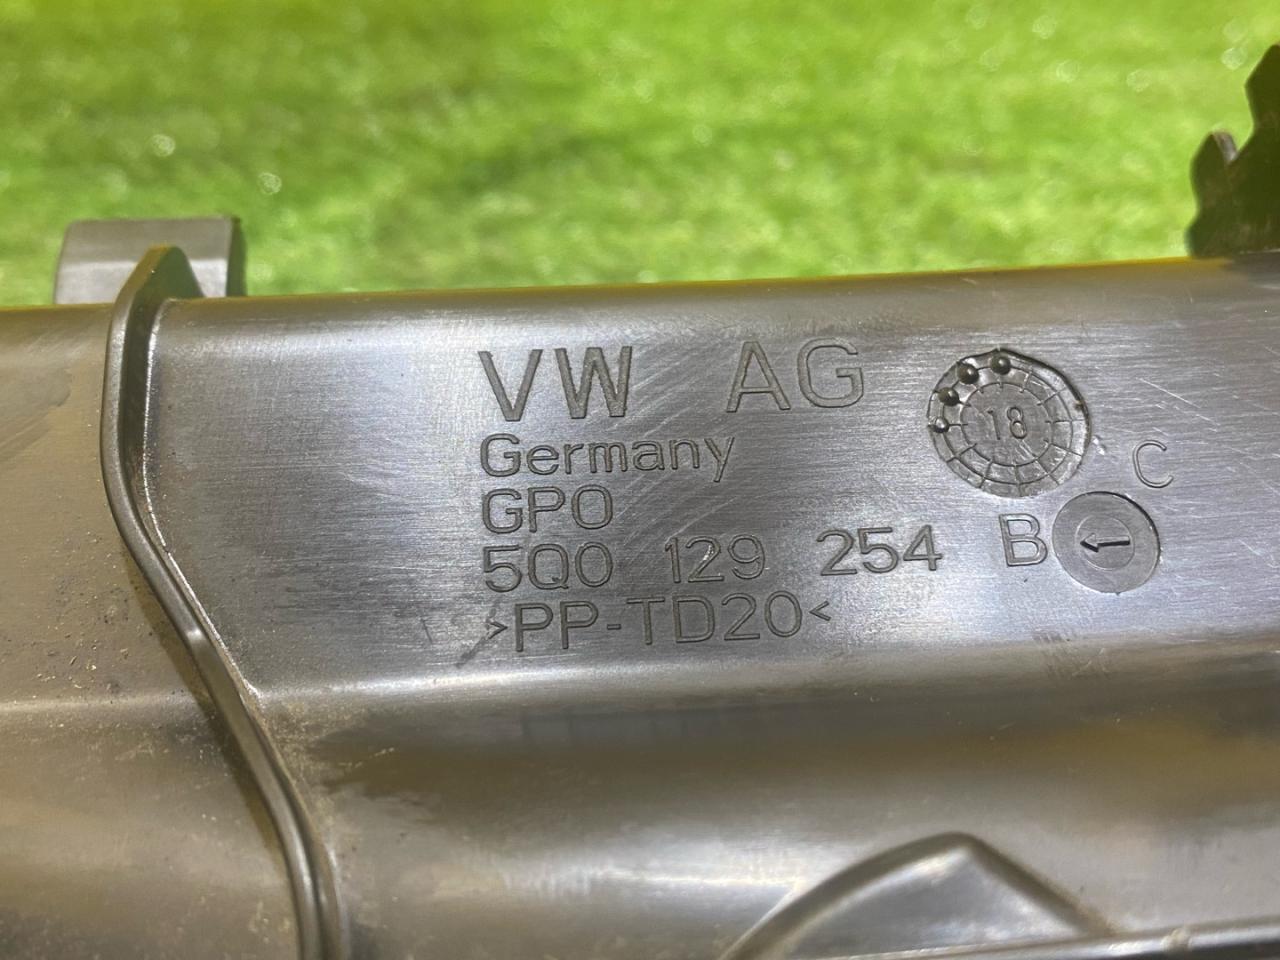 VW AG
Germany
GPO
5Q0 129 254 B
C
>PP-TD20<
18